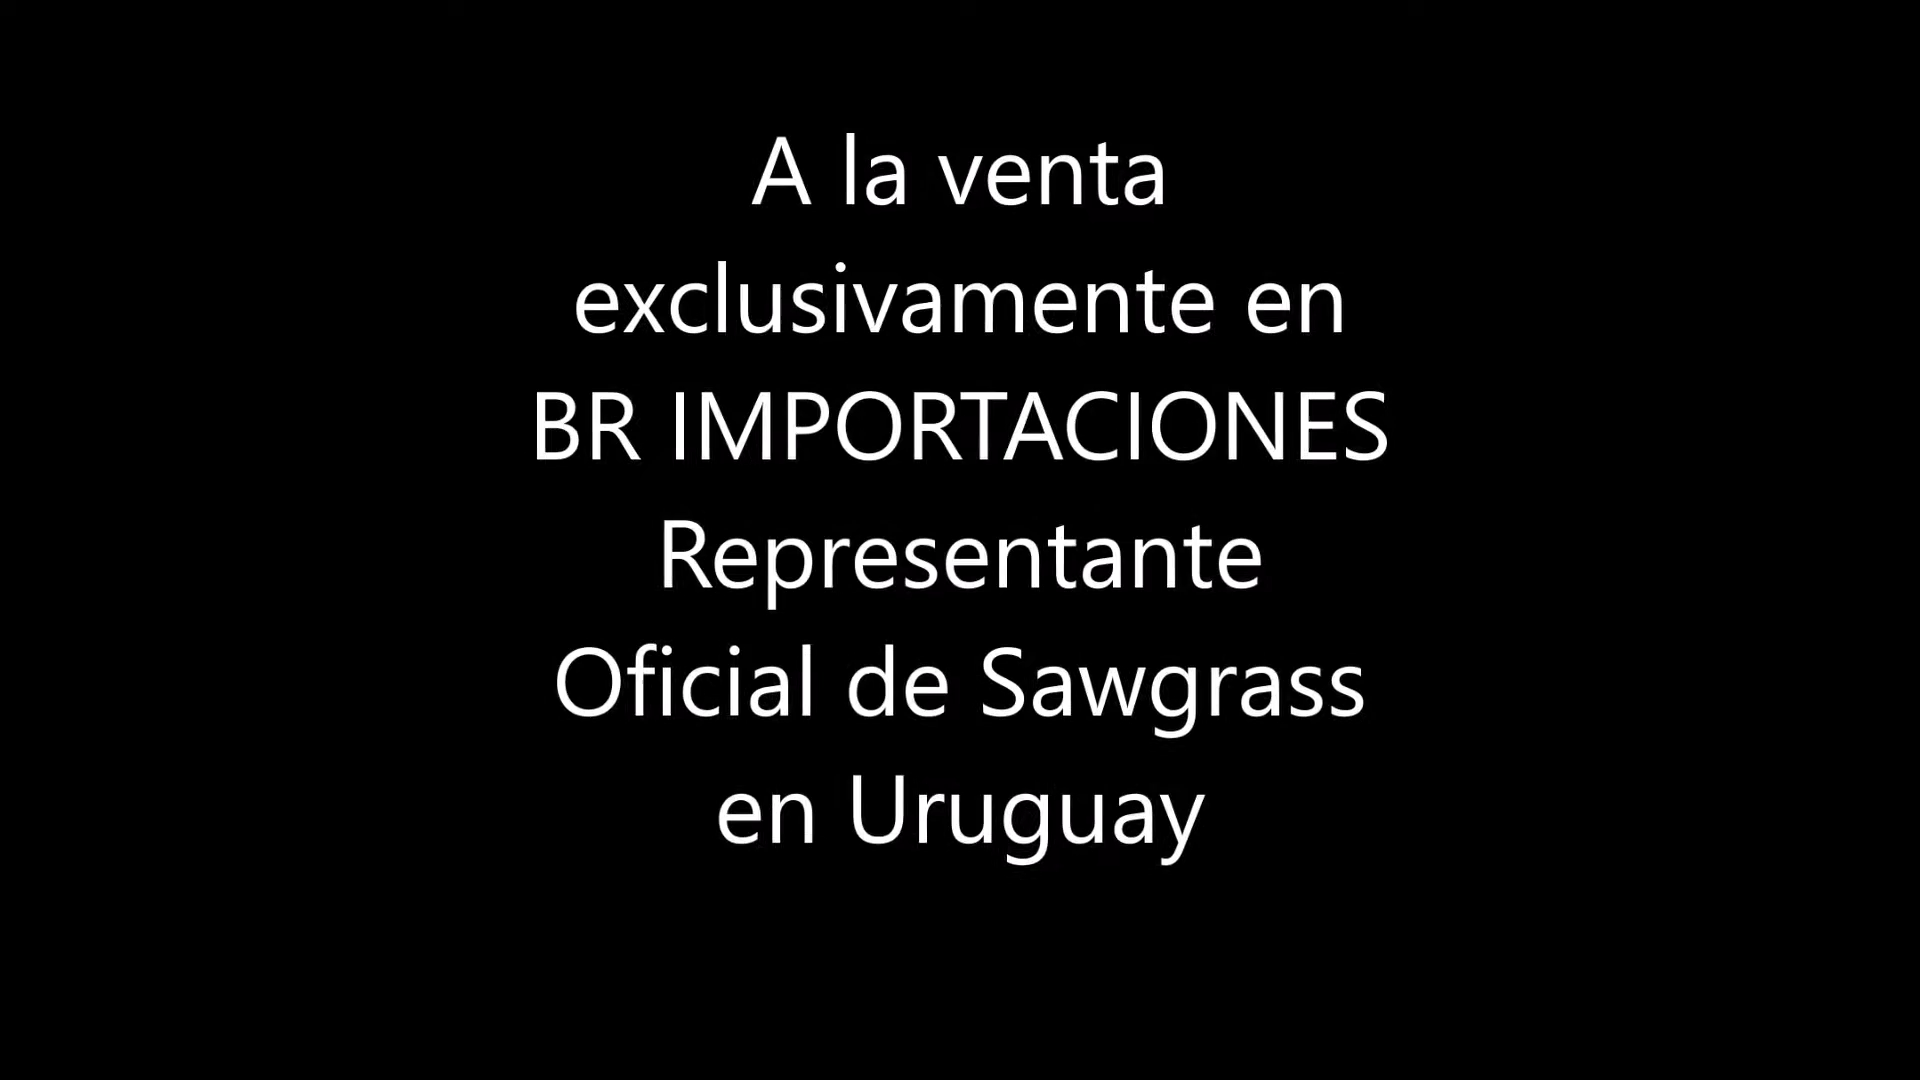 A la venta
exclusivamente en
BR IMPORTACIONES
Representante
Oficial de Sawgrass
en Uruguay